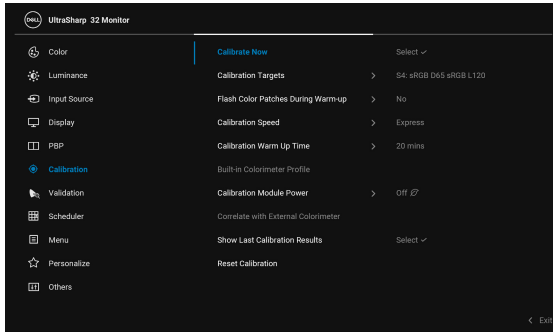 DELL UltraSharp 32 Monitor
Color Calibrate Now Select
Luminance Calibration Targets > S4: sRGB D65 sRGB L120
Input Source Flash Color Patches During Warm-up > No
Display Calibration Speed > Express
PBP Calibration Warm Up Time > 20 mins
Calibration Built-in Colorimeter Profile
Validation Calibration Module Power > Off
Scheduler Correlate with External Colorimeter
Menu Show Last Calibration Results Select
Personalize Reset Calibration
Others
< Exit